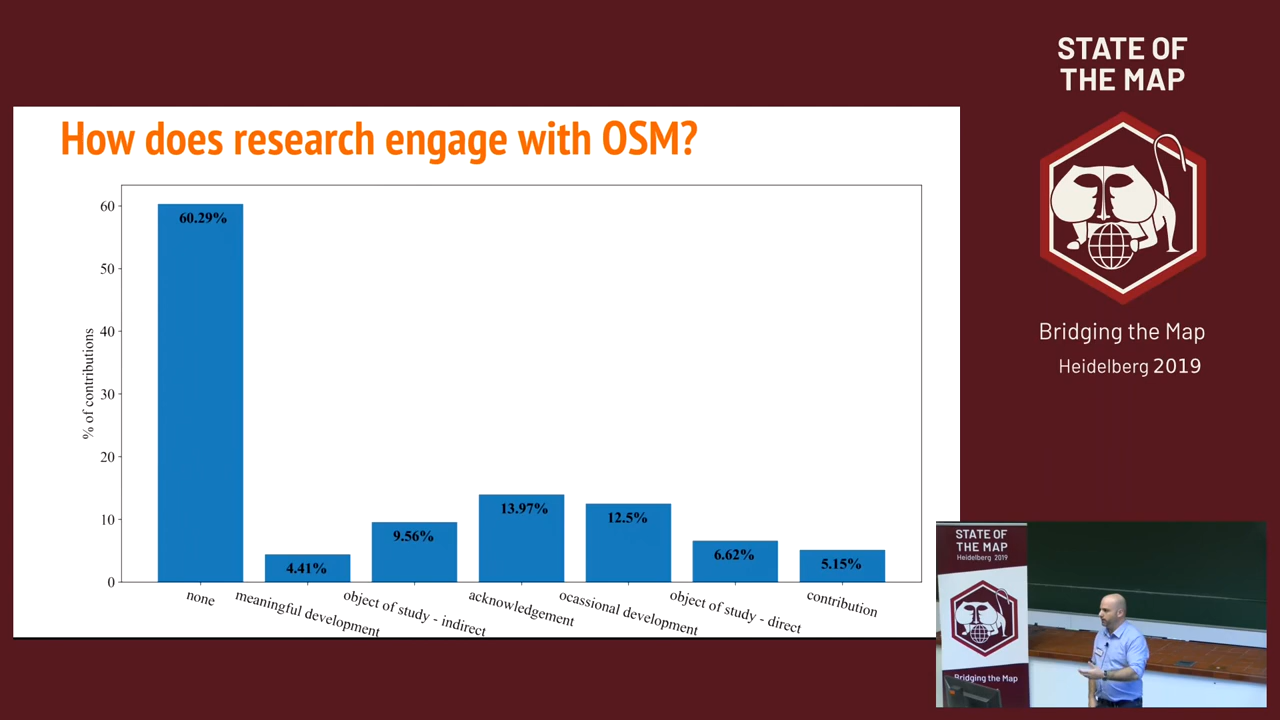 How does research engage with OSM?
60
50
40
30
20
10
0
% of contributions
60.29%
4.41%
9.56%
13.97%
12.5%
6.62%
5.15%
none
meaningful development
object of study - indirect
acknowledgement
ocassional development
object of study - direct
contribution
STATE OF
THE MAP
Bridging the Map
Heidelberg 2019
STATE OF
THE MAP
Heidelberg 2019
Bridging the Map